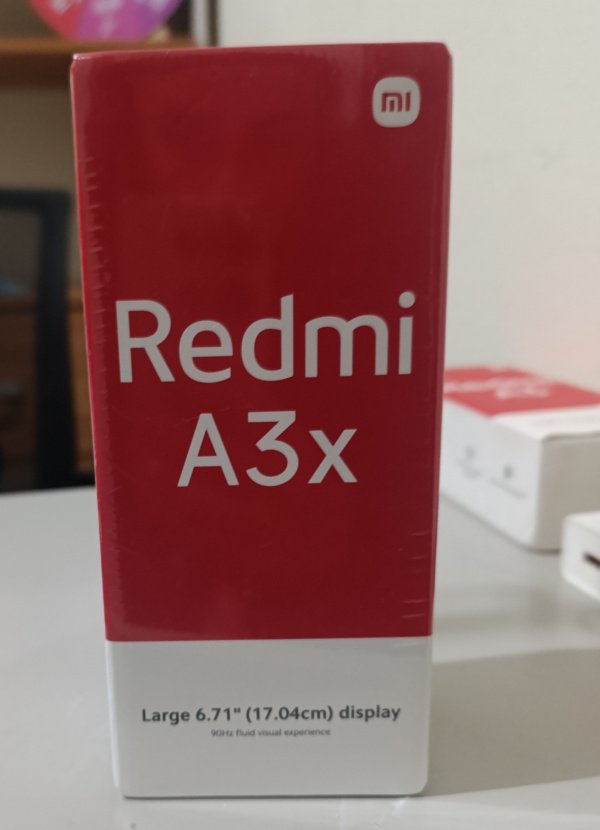 mi
Redmi
A3x
Large 6.71" (17.04cm) display
90Hz fluid visual experience